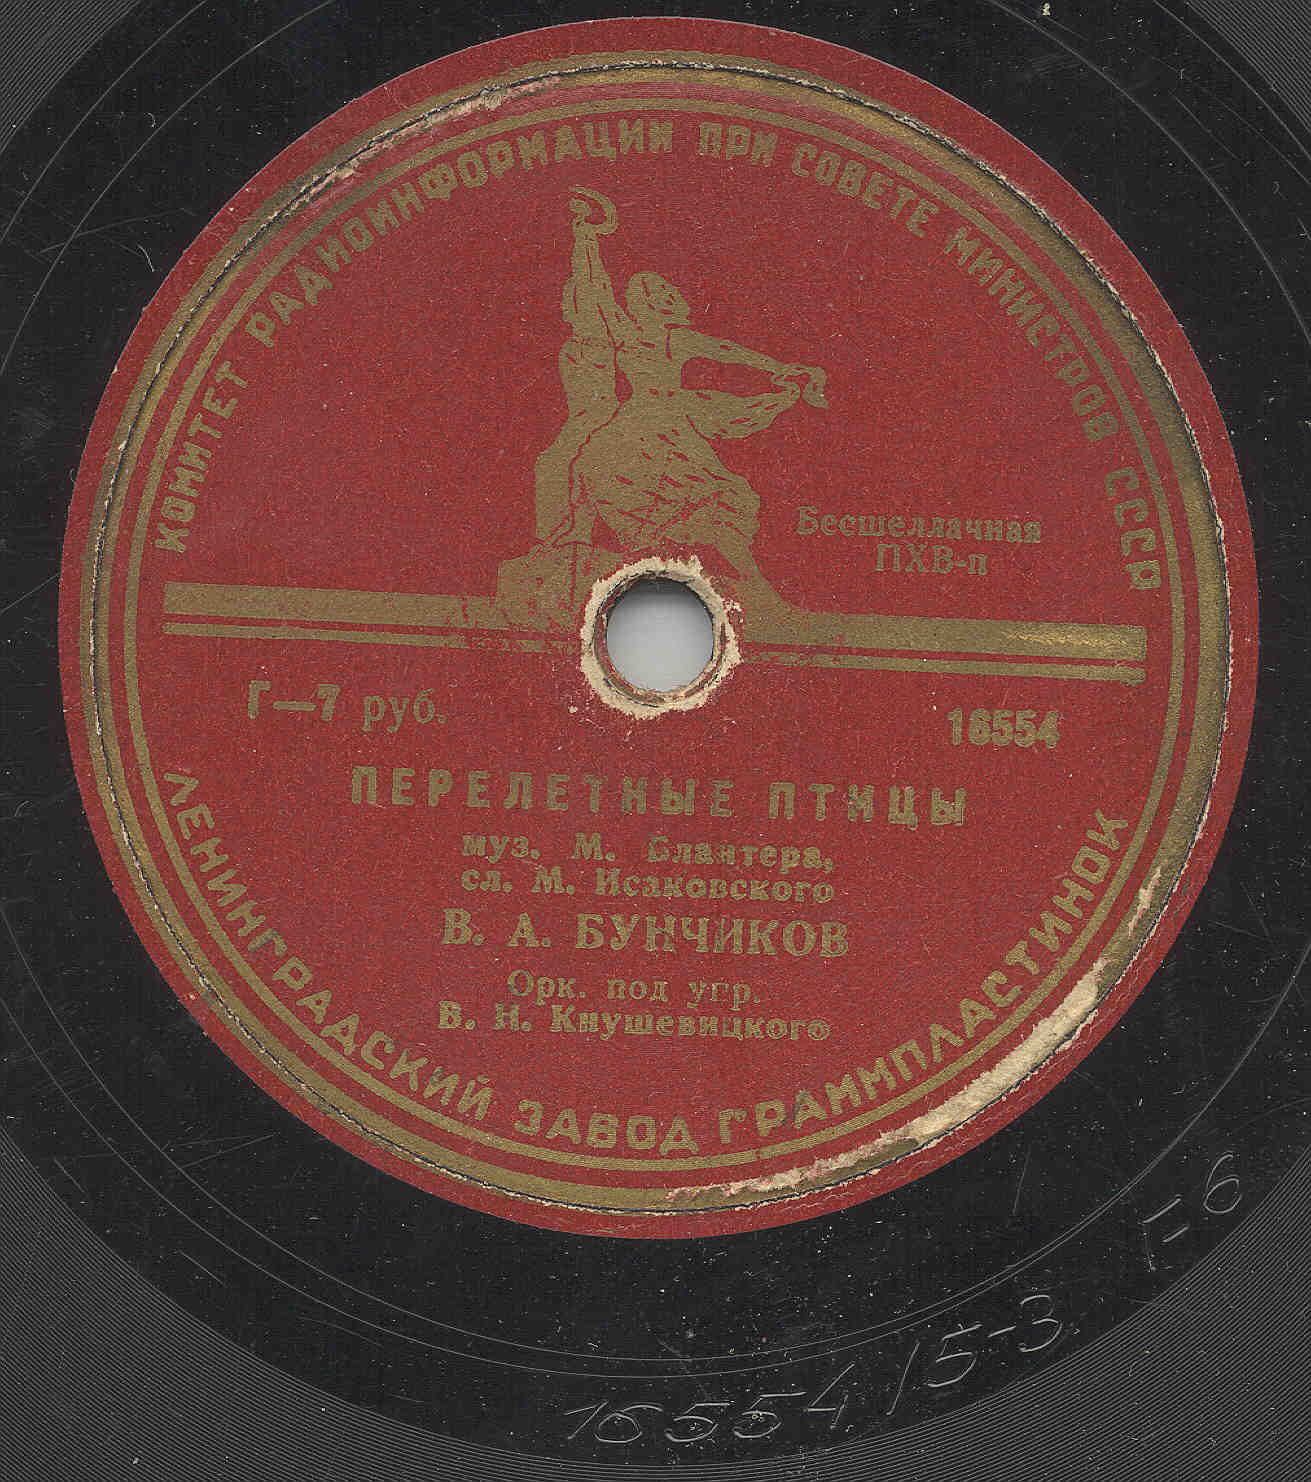 КОМИТЕТ РАДИОИНФОРМАЦИИ ПРИ СОВЕТЕ МИНИСТРОВ СССР
Бесшеллачная
ПХВ-п
Г—7 руб.
16554
ПЕРЕЛЕТНЫЕ ПТИЦЫ
муз. М. Блантера,
сл. М. Исаковского
В. А. БУНЧИКОВ
Орк. под упр.
В. Н. Кнушевицкого
ЛЕНИНГРАДСКИЙ ЗАВОД ГРАММПЛАСТИНОК
16554 /5-3 Г-6